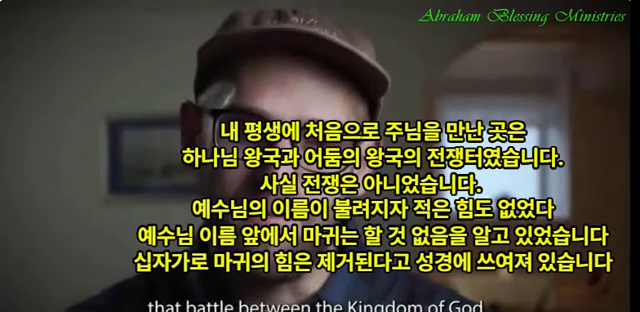 Abraham Blessing Ministries
내 평생에 처음으로 주님을 만난 곳은
하나님 왕국과 어둠의 왕국의 전쟁터였습니다.
사실 전쟁은 아니었습니다.
예수님의 이름이 불려지자 적은 힘도 없었다
예수님 이름 앞에서 마귀는 할 것 없음을 알고 있었습니다
십자가로 마귀의 힘은 제거된다고 성경에 쓰여져 있습니다
that battle between the Kingdom of God